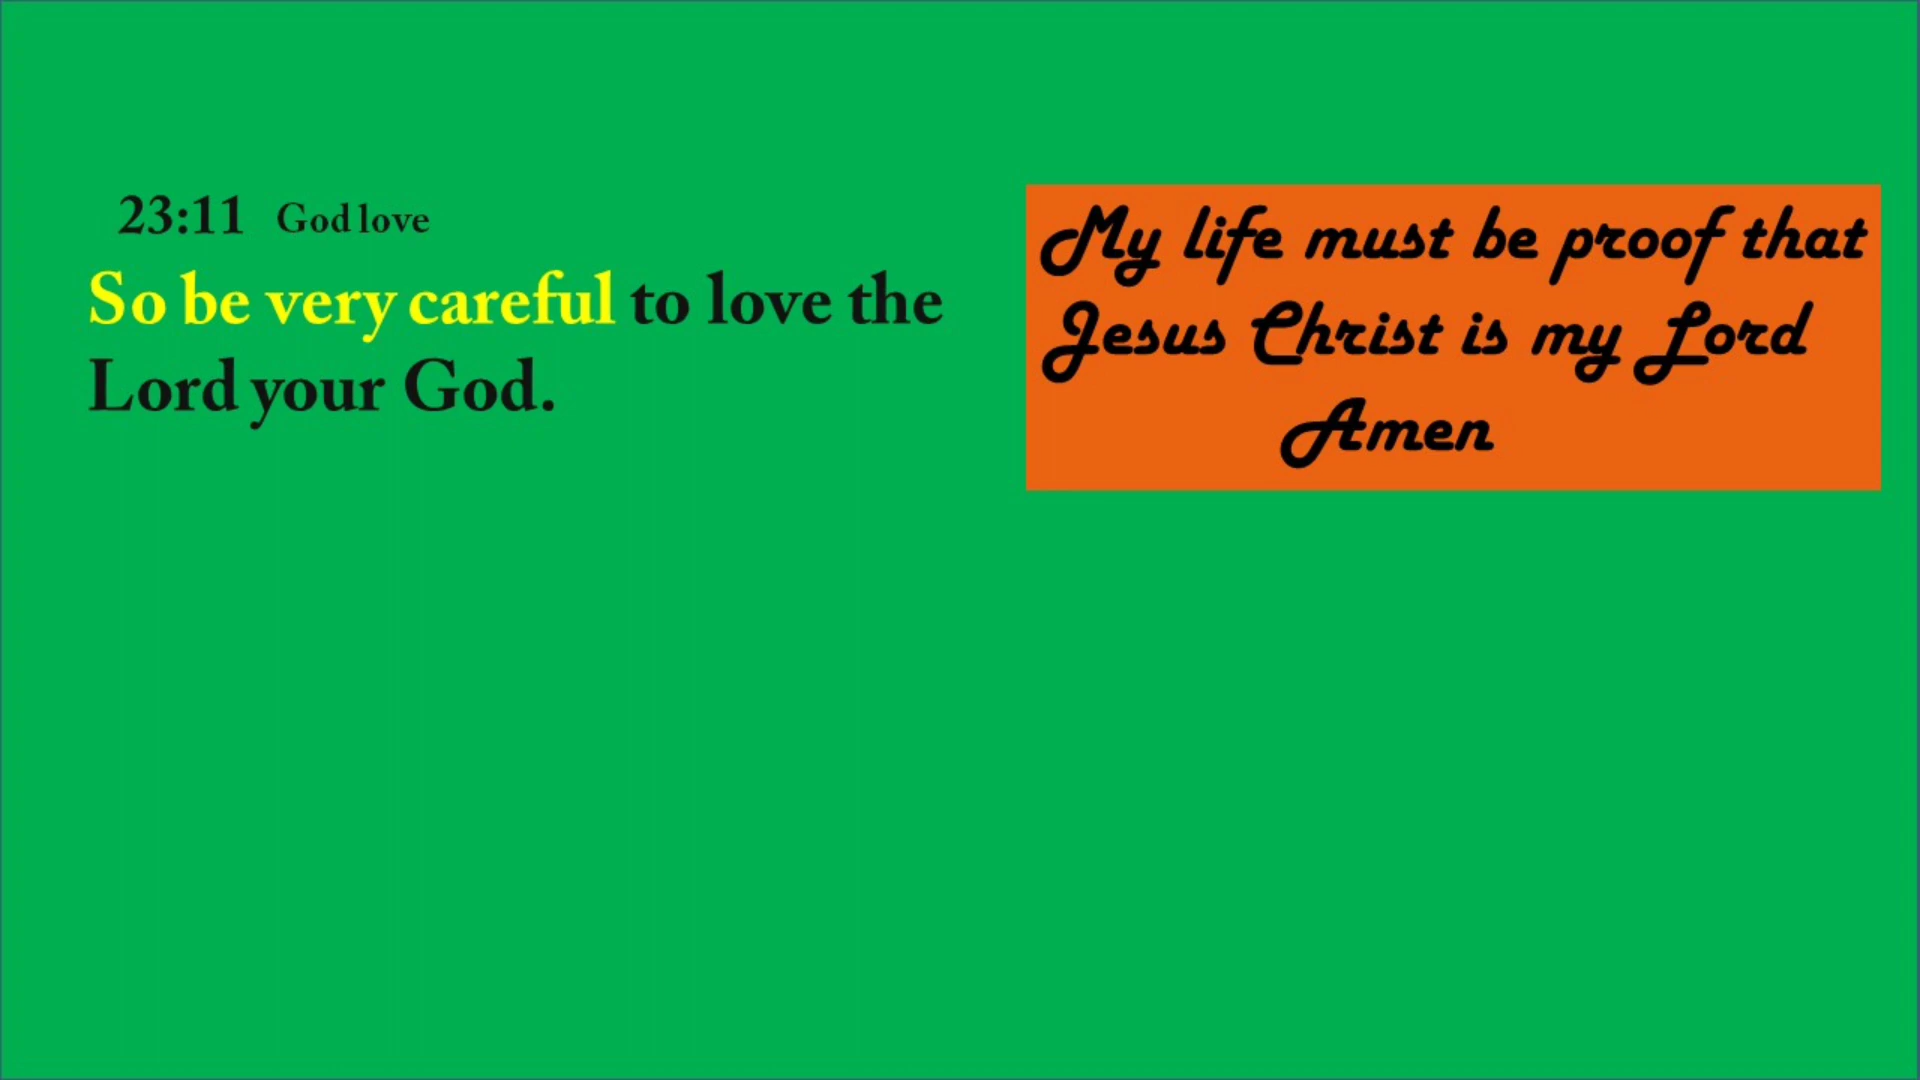 23:11 God love
So be very careful to love the
Lord your God.
My life must be proof that
Jesus Christ is my Lord
Amen